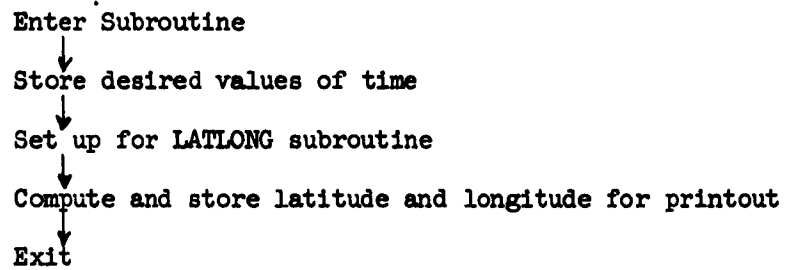 Enter Subroutine
Store desired values of time
Set up for LATLONG subroutine
Compute and store latitude and longitude for printout
Exit